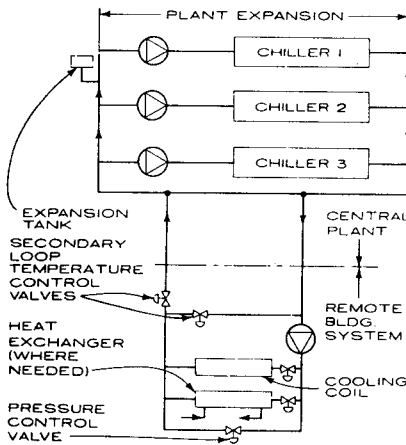 PLANT EXPANSION
CHILLER 1
CHILLER 2
CHILLER 3
EXPANSION
TANK
CENTRAL
PLANT
SECONDARY
LOOP
TEMPERATURE
CONTROL
VALVES
REMOTE
BLDG.
SYSTEM
HEAT
EXCHANGER
(WHERE
NEEDED)
COOLING
COIL
PRESSURE
CONTROL
VALVE